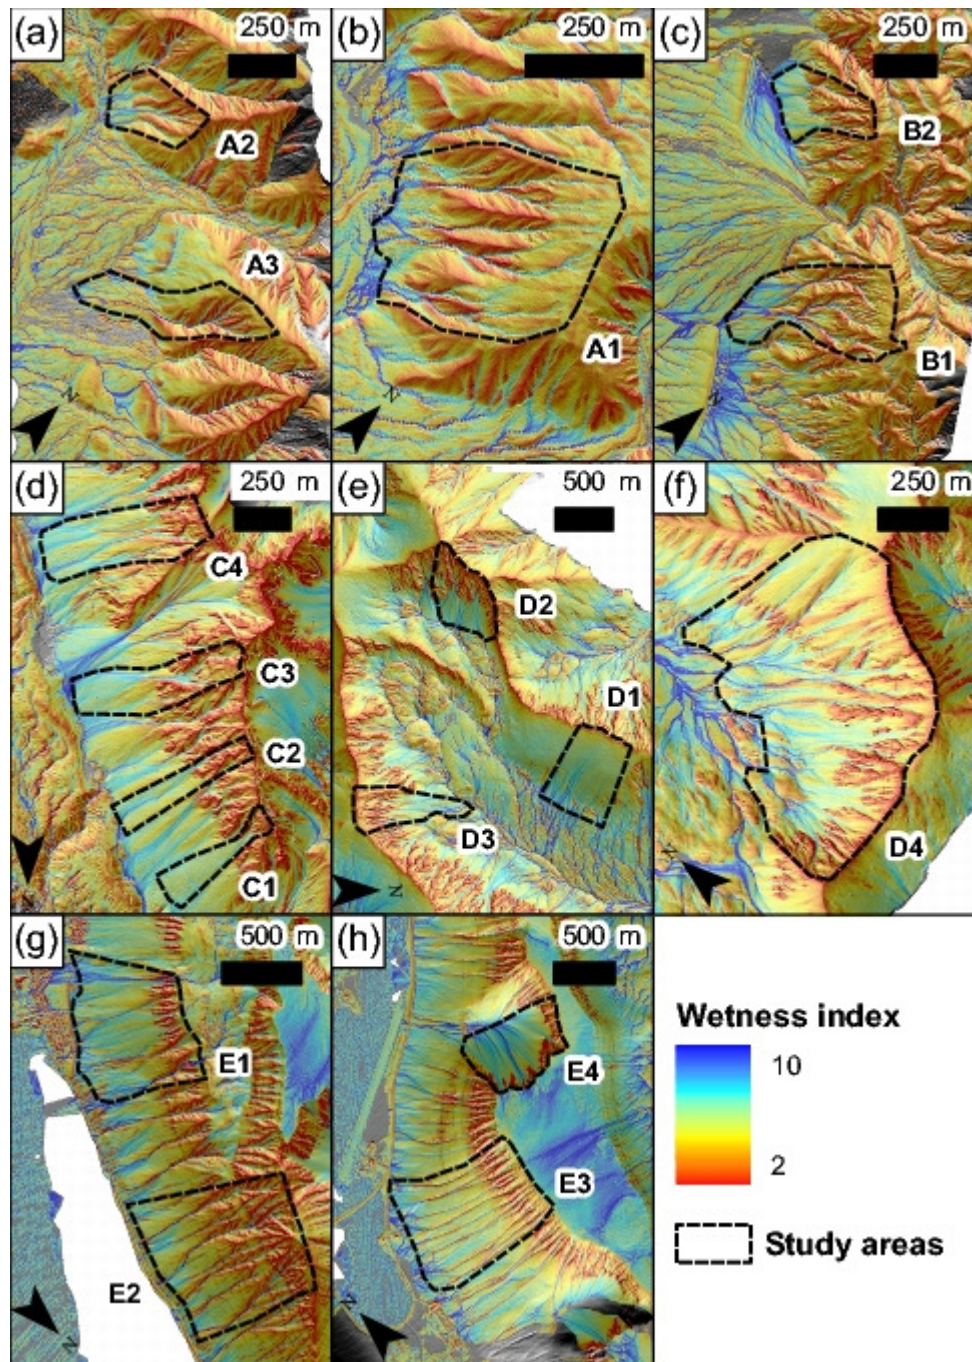 (a)
250 m
A2
A3
N
(b)
250 m
A1
N
(c)
250 m
B2
B1
N
(d)
250 m
C4
C3
C2
C1
N
(e)
500 m
D2
D1
D3
N
(f)
250 m
D4
N
(g)
500 m
E1
E2
N
(h)
500 m
E4
E3
N
Wetness index
10
2
Study areas